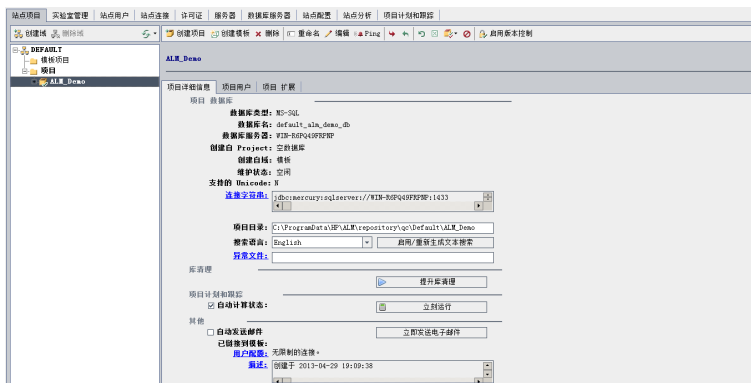 站点项目 实验室管理 站点用户 站点连接 许可证 服务器 数据库服务器 站点配置 站点分析 项目计划和跟踪
创建域 删除域 创建项目 创建模板 删除 重命名 编辑 Ping 启用版本控制
DEFAULT
模板项目
项目
ALM_Demo
ALM_Demo
项目详细信息 项目用户 项目 扩展
项目 数据库
数据库类型: MS-SQL
数据库名: default_alm_demo_db
数据库服务器: WIN-R6PQ49FRPNP
创建自 Project: 空数据库
创建自域: 模板
维护状态: 空闲
支持的 Unicode: N
连接字符串: jdbc:mercury:sqlserver://WIN-R6PQ49FRPNP:1433
项目目录: C:\ProgramData\HP\ALM\repository\qc\Default\ALM_Demo
搜索语言: English 启用/重新生成文本搜索
异常文件:
库清理
提升库清理
项目计划和跟踪
自动计算状态: 立刻运行
其他
自动发送邮件 立即发送电子邮件
已链接到模板:
用户配额: 无限制的连接。
描述: 创建于 2013-04-29 19:09:38